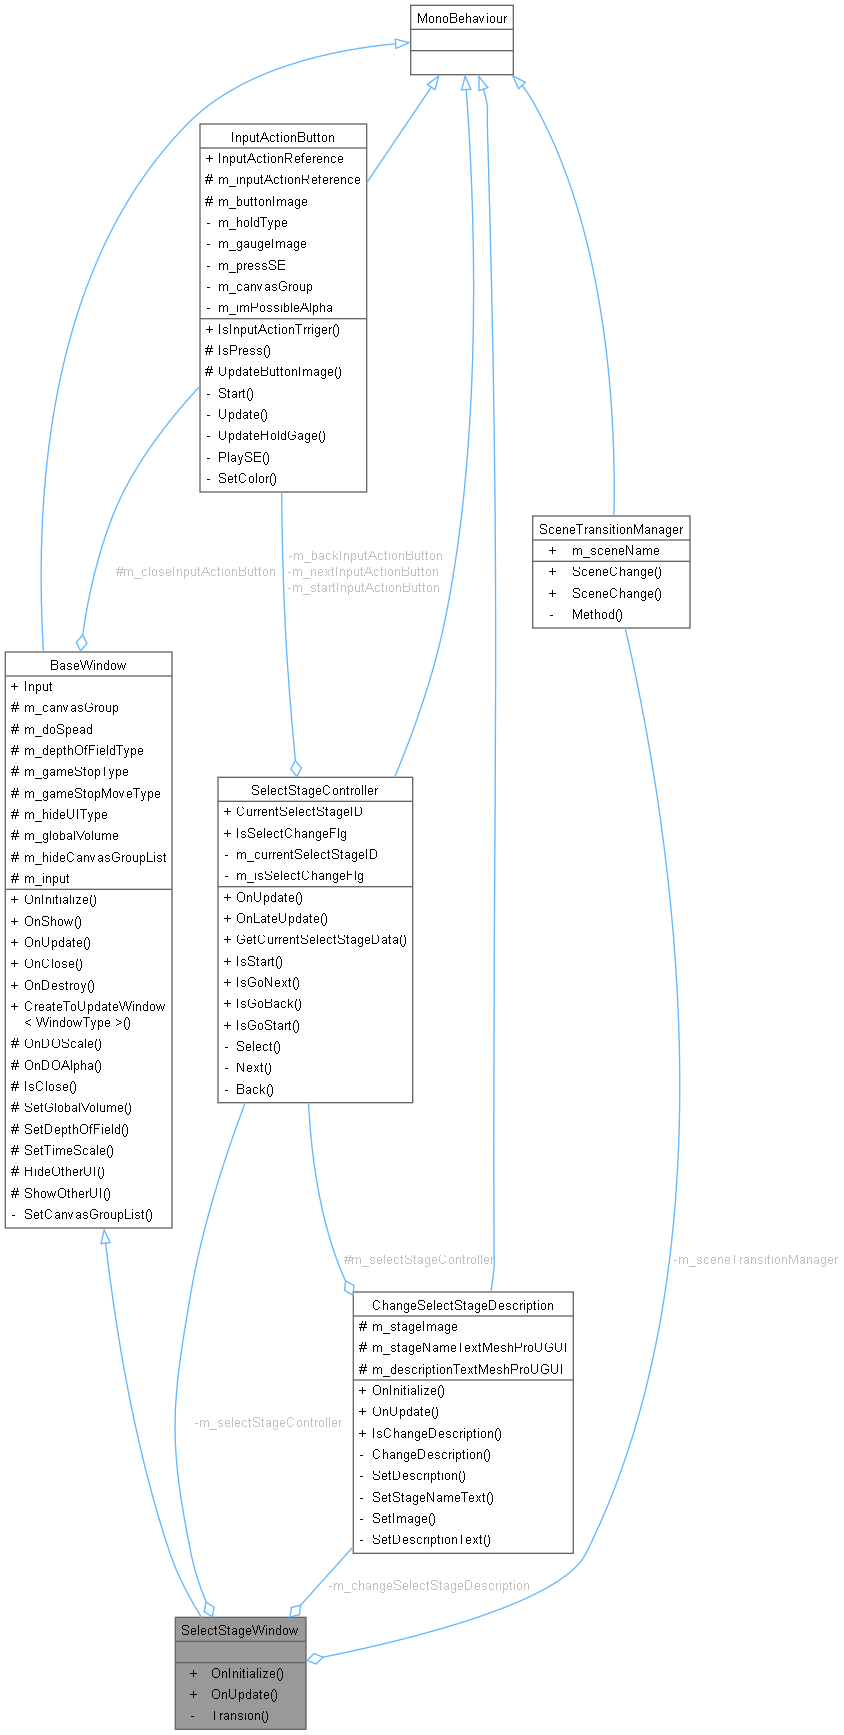 MonoBehaviour
InputActionButton
+ InputActionReference
# m_inputActionReference
# m_buttonImage
- m_holdType
- m_gaugeImage
- m_pressSE
- m_canvasGroup
- m_imPossibleAlpha
+ IsInputActionTrriger()
# IsPress()
# UpdateButtonImage()
- Start()
- Update()
- UpdateHoldGage()
- PlaySE()
- SetColor()
SceneTransitionManager
+ m_sceneName
+ SceneChange()
+ SceneChange()
- Method()
#m_closeInputActionButton
-m_backInputActionButton
-m_nextInputActionButton
-m_startInputActionButton
BaseWindow
+ Input
# m_canvasGroup
# m_doSpead
# m_depthOfFieldType
# m_gameStopType
# m_gameStopMoveType
# m_hideUIType
# m_globalVolume
# m_hideCanvasGroupList
# m_input
+ OnInitialize()
+ OnShow()
+ OnUpdate()
+ OnClose()
+ OnDestroy()
+ CreateToUpdateWindow
< WindowType >()
# OnDOScale()
# OnDOAlpha()
# IsClose()
# SetGlobalVolume()
# SetDepthOfField()
# SetTimeScale()
# HideOtherUI()
# ShowOtherUI()
- SetCanvasGroupList()
SelectStageController
+ CurrentSelectStageID
+ IsSelectChangeFlg
- m_currentSelectStageID
- m_isSelectChangeFlg
+ OnUpdate()
+ OnLateUpdate()
+ GetCurrentSelectStageData()
+ IsStart()
+ IsGoNext()
+ IsGoBack()
+ IsGoStart()
- Select()
- Next()
- Back()
#m_selectStageController
-m_sceneTransitionManager
ChangeSelectStageDescription
# m_stageImage
# m_stageNameTextMeshProUGUI
# m_descriptionTextMeshProUGUI
+ OnInitialize()
+ OnUpdate()
+ IsChangeDescription()
- ChangeDescription()
- SetDescription()
- SetStageNameText()
- SetImage()
- SetDescriptionText()
-m_selectStageController
-m_changeSelectStageDescription
SelectStageWindow
+ OnInitialize()
+ OnUpdate()
- Transion()